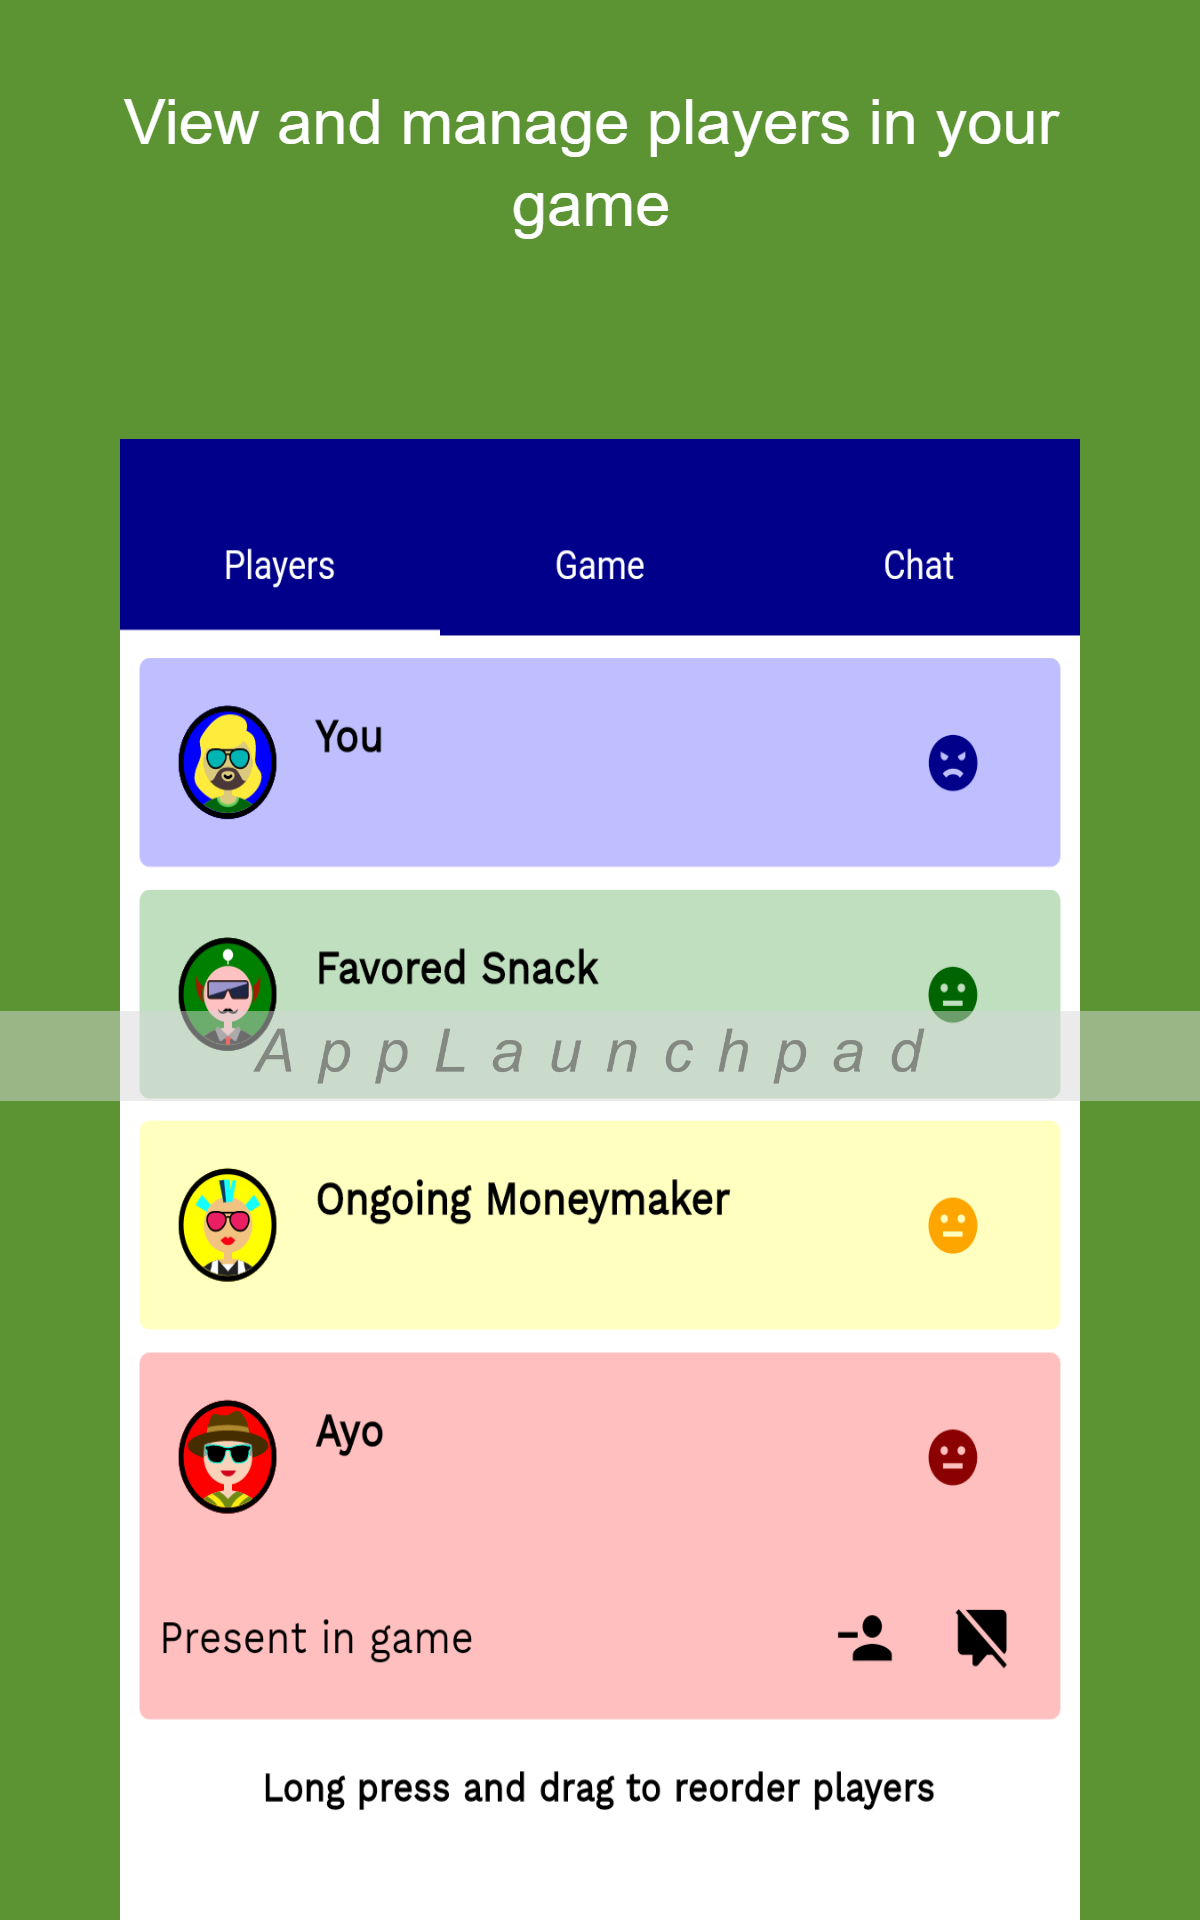 View and manage players in your
game
Players Game Chat
You
Favored Snack
AppLaunchpad
Ongoing Moneymaker
Ayo
Present in game
Long press and drag to reorder players